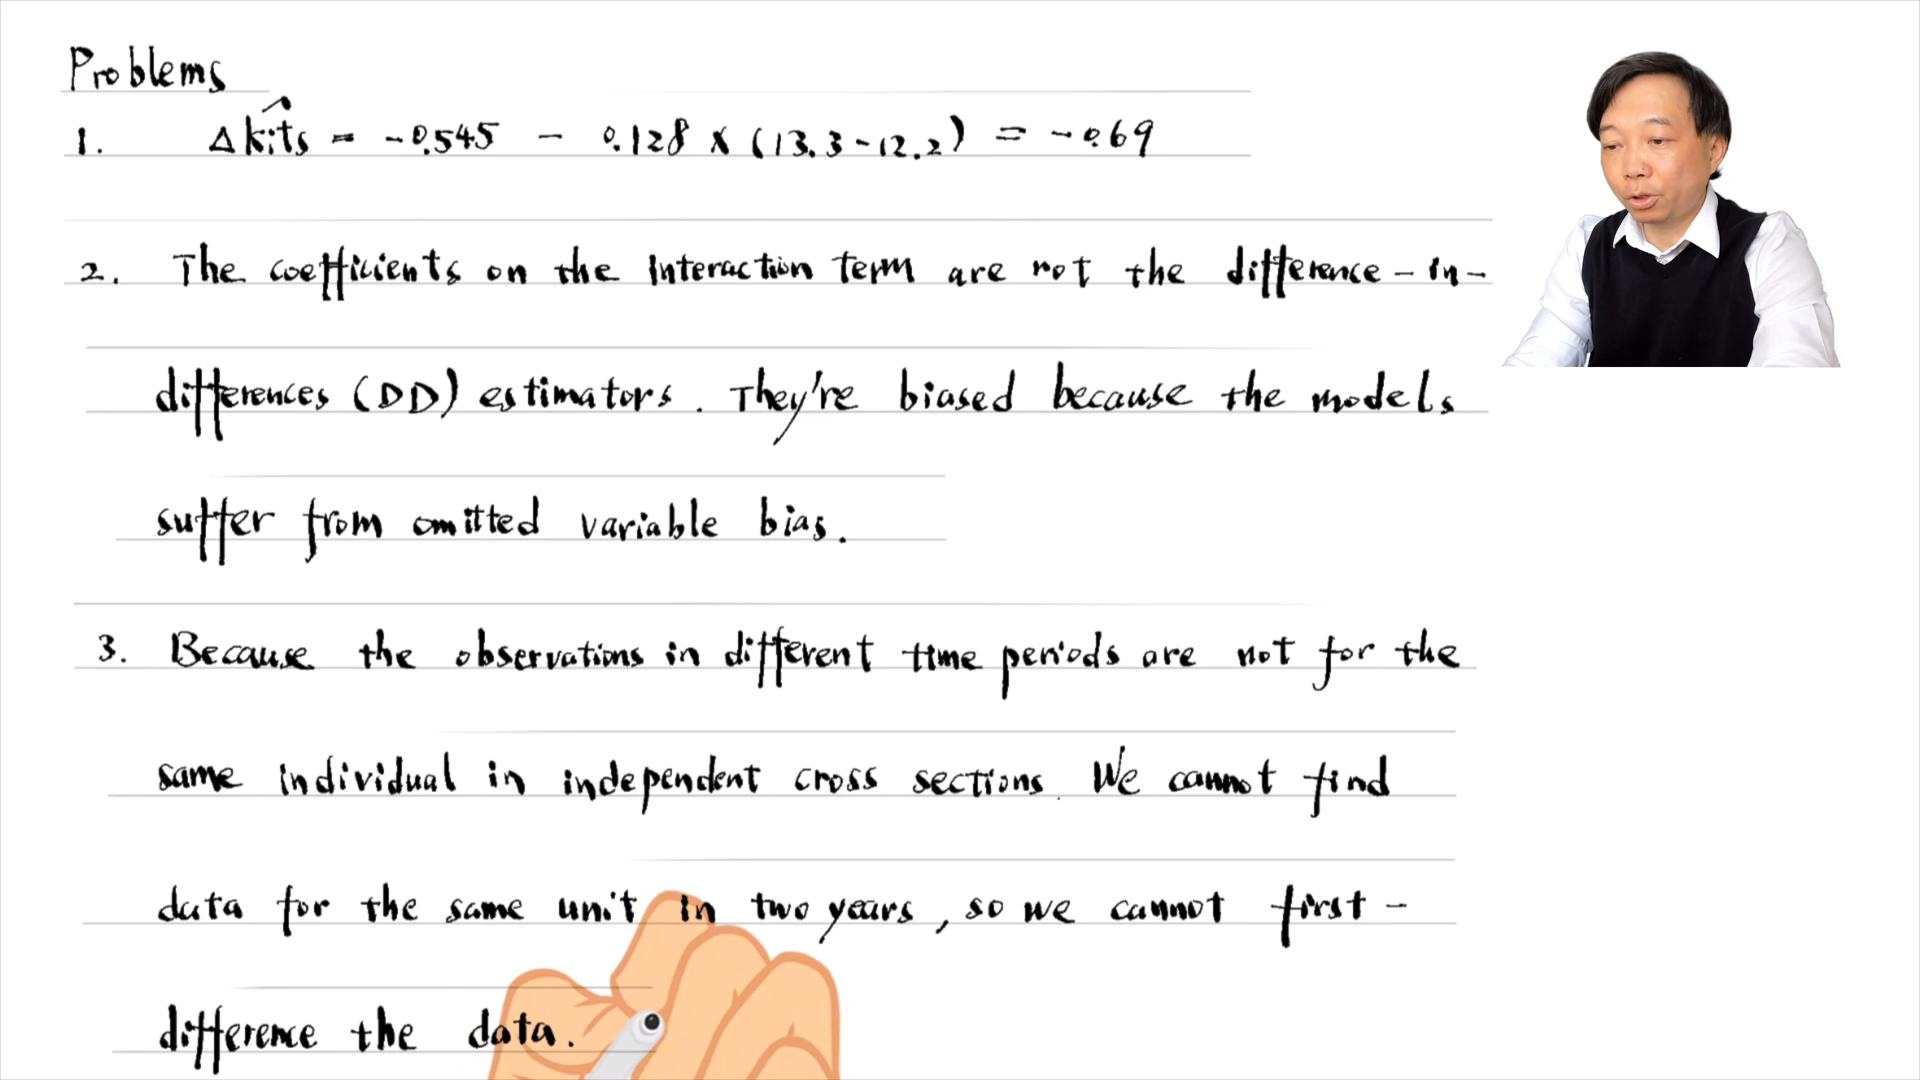 Problems
1. Δk̂its = -0.545 - 0.128 × (13.3-12.2) = -0.69
2. The coefficients on the interaction term are not the difference-in-
differences (DD) estimators. They're biased because the models
suffer from omitted variable bias.
3. Because the observations in different time periods are not for the
same individual in independent cross sections. We cannot find
data for the same unit in two years, so we cannot first-
difference the data.